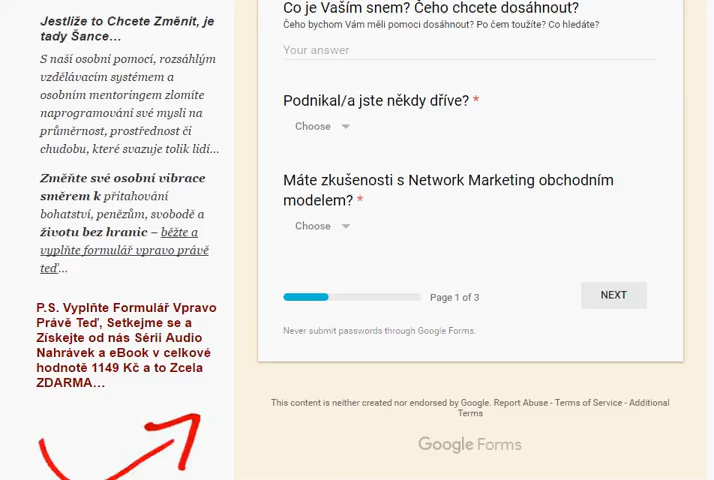 Jestliže to Chcete Změnit, je
tady Šance…
S naší osobní pomocí, rozsáhlým
vzdělávacím systémem a
osobním mentoringem zlomíte
naprogramování své mysli na
průměrnost, prostřednost či
chudobu, které svazuje tolik lidí…
Změňte své osobní vibrace
směrem k přitahování
bohatství, penězům, svobodě a
životu bez hranic – běžte a
vyplňte formulář vpravo právě
teď…
P.S. Vyplňte Formulář Vpravo
Právě Teď, Setkejme se a
Získejte od nás Sérii Audio
Nahrávek a eBook v celkové
hodnotě 1149 Kč a to Zcela
ZDARMA…
Co je Vaším snem? Čeho chcete dosáhnout?
Čeho bychom Vám měli pomoci dosáhnout? Po čem toužíte? Co hledáte?
Your answer
Podnikal/a jste někdy dříve? *
Choose
Máte zkušenosti s Network Marketing obchodním
modelem? *
Choose
Page 1 of 3
NEXT
Never submit passwords through Google Forms.
This content is neither created nor endorsed by Google. Report Abuse - Terms of Service - Additional
Terms
Google Forms